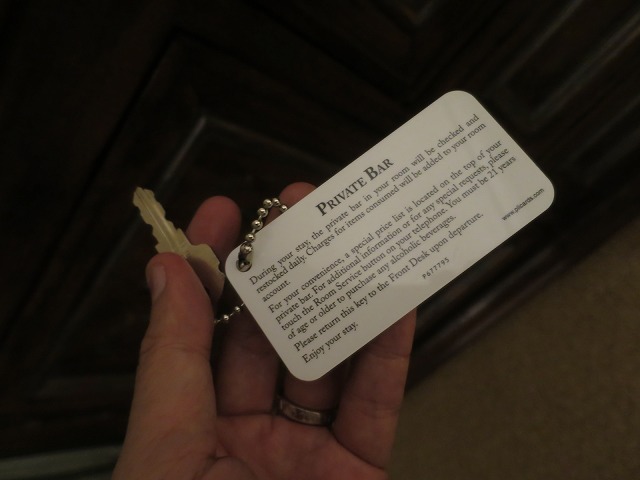 PRIVATE BAR
During your stay, the private bar in your room will be checked and
restocked daily. Charges for items consumed will be added to your room
account.
For your convenience, a special price list is located on the top of your
private bar. For additional information or for any special requests, please
touch the Room Service button on your telephone. You must be 21 years
of age or older to purchase any alcoholic beverages.
Please return this key to the Front Desk upon departure.
Enjoy your stay.
P677795
www.plicards.com